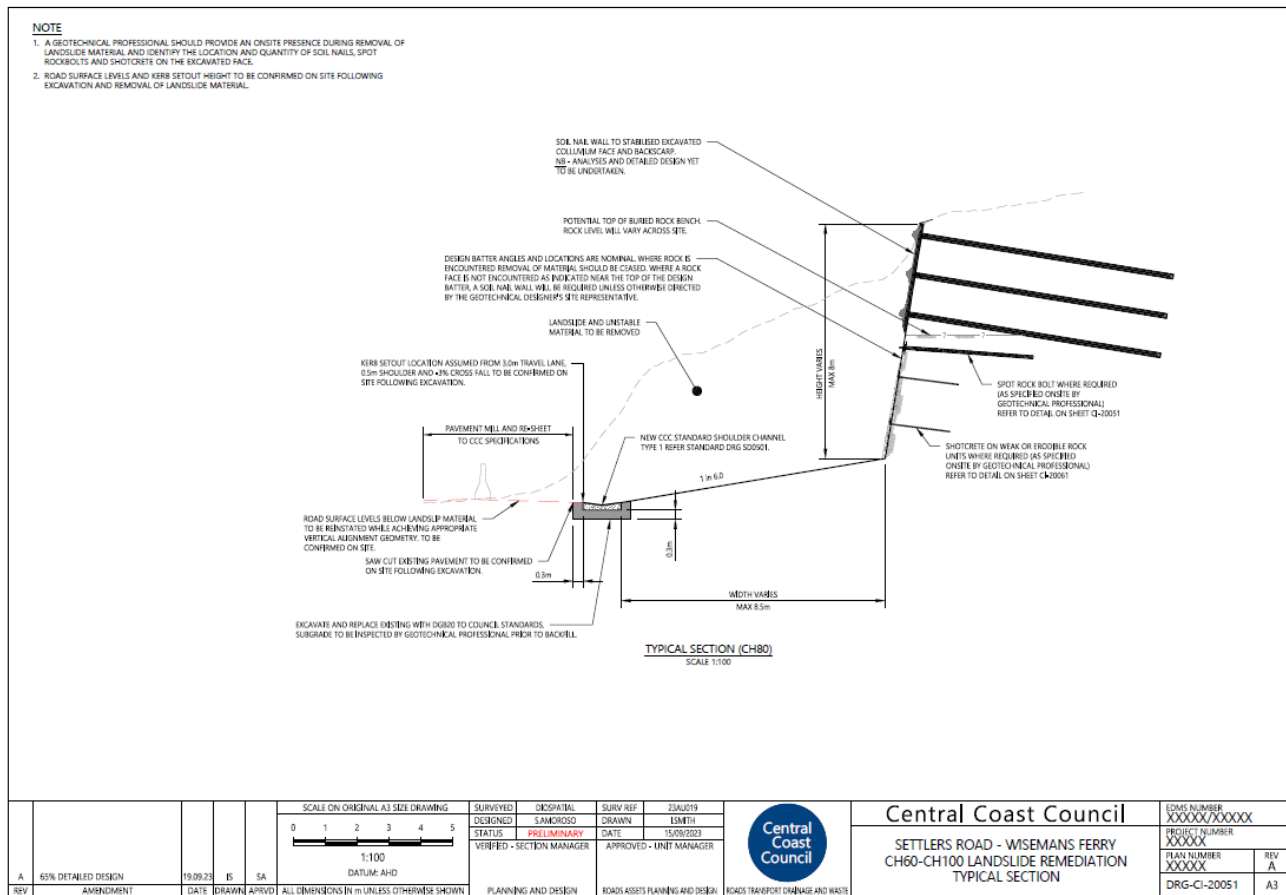 NOTE
1. A GEOTECHNICAL PROFESSIONAL SHOULD PROVIDE AN ONSITE PRESENCE DURING REMOVAL OF
LANDSLIDE MATERIAL AND IDENTIFY THE LOCATION AND QUANTITY OF SOIL NAILS, SPOT
ROCKBOLTS AND SHOTCRETE ON THE EXCAVATED FACE.
2. ROAD SURFACE LEVELS AND KERB SETOUT HEIGHT TO BE CONFIRMED ON SITE FOLLOWING
EXCAVATION AND REMOVAL OF LANDSLIDE MATERIAL.
SOIL NAIL WALL TO STABILISED EXCAVATED
COLLUVIUM FACE AND BACKSCARP.
NB - ANALYSES AND DETAILED DESIGN YET
TO BE UNDERTAKEN.
POTENTIAL TOP OF BURIED ROCK BENCH.
ROCK LEVEL WILL VARY ACROSS SITE.
DESIGN BATTER ANGLES AND LOCATIONS ARE NOMINAL. WHERE ROCK IS
ENCOUNTERED REMOVAL OF MATERIAL SHOULD BE CEASED. WHERE A ROCK
FACE IS NOT ENCOUNTERED AS INDICATED NEAR THE TOP OF THE DESIGN
BATTER, A SOIL NAIL WALL WILL BE REQUIRED UNLESS OTHERWISE DIRECTED
BY THE GEOTECHNICAL DESIGNER'S SITE REPRESENTATIVE.
LANDSLIDE AND UNSTABLE
MATERIAL TO BE REMOVED
KERB SETOUT LOCATION ASSUMED FROM 3.0m TRAVEL LANE,
0.5m SHOULDER AND +3% CROSS FALL TO BE CONFIRMED ON
SITE FOLLOWING EXCAVATION.
HEIGHT VARIES
MAX 8m
? ?
SPOT ROCK BOLT WHERE REQUIRED
(AS SPECIFIED ONSITE BY
GEOTECHNICAL PROFESSIONAL)
REFER TO DETAIL ON SHEET CI-20051
PAVEMENT MILL AND RE-SHEET
TO CCC SPECIFICATIONS
NEW CCC STANDARD SHOULDER CHANNEL
TYPE 1 REFER STANDARD DRG SD0501.
SHOTCRETE ON WEAK OR ERODIBLE ROCK
UNITS WHERE REQUIRED (AS SPECIFIED
ONSITE BY GEOTECHNICAL PROFESSIONAL)
REFER TO DETAIL ON SHEET CI-20061
1 in 6.0
ROAD SURFACE LEVELS BELOW LANDSLIP MATERIAL
TO BE REINSTATED WHILE ACHIEVING APPROPRIATE
VERTICAL ALIGNMENT GEOMETRY. TO BE
CONFIRMED ON SITE.
SAW CUT EXISTING PAVEMENT TO BE CONFIRMED
ON SITE FOLLOWING EXCAVATION.
0.3m
0.3m
WIDTH VARIES
MAX 8.5m
EXCAVATE AND REPLACE EXISTING WITH DGB20 TO COUNCIL STANDARDS.
SUBGRADE TO BE INSPECTED BY GEOTECHNICAL PROFESSIONAL PRIOR TO BACKFILL.
TYPICAL SECTION (CH80)
SCALE 1:100
A 65% DETAILED DESIGN 19.09.23 IS SA
REV AMENDMENT DATE DRAWN APRVD
SCALE ON ORIGINAL A3 SIZE DRAWING
0 1 2 3 4 5
1:100
DATUM: AHD
ALL DIMENSIONS IN m UNLESS OTHERWISE SHOWN
SURVEYED DIOSPATIAL SURV REF 23AU019
DESIGNED S.AMOROSO DRAWN I.SMITH
STATUS PRELIMINARY DATE 15/09/2023
VERIFIED - SECTION MANAGER APPROVED - UNIT MANAGER
PLANNING AND DESIGN ROADS ASSETS PLANNING AND DESIGN
Central
Coast
Council
ROADS TRANSPORT DRAINAGE AND WASTE
Central Coast Council
SETTLERS ROAD - WISEMANS FERRY
CH60-CH100 LANDSLIDE REMEDIATION
TYPICAL SECTION
EDMS NUMBER
XXXXX/XXXXX
PROJECT NUMBER
XXXXX
PLAN NUMBER REV
XXXXX A
DRG-CI-20051 A3